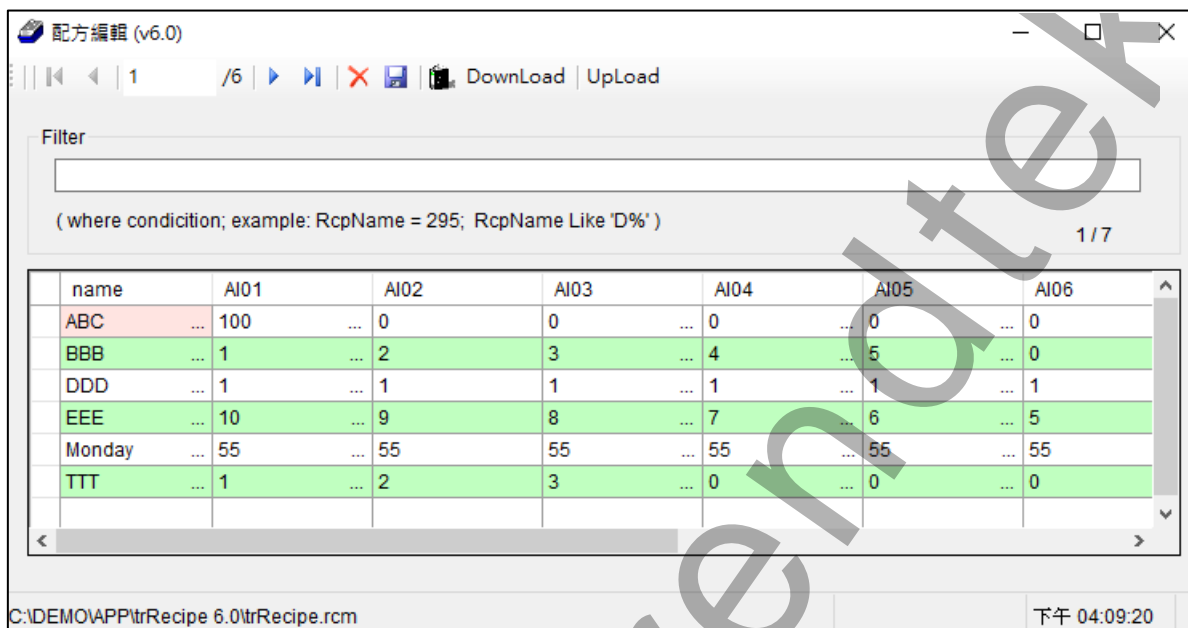 配方編輯 (v6.0)
1 /6 DownLoad UpLoad
Filter
( where condicition; example: RcpName = 295; RcpName Like 'D%' )
1 / 7
name AI01 AI02 AI03 AI04 AI05 AI06
ABC ... 100 ... 0 0 ... 0 ... 0 ... 0
BBB ... 1 ... 2 3 ... 4 ... 5 ... 0
DDD ... 1 ... 1 1 ... 1 ... 1 ... 1
EEE ... 10 ... 9 8 ... 7 ... 6 ... 5
Monday ... 55 ... 55 55 ... 55 ... 55 ... 55
TTT ... 1 ... 2 3 ... 0 ... 0 ... 0
C:\DEMO\APP\trRecipe 6.0\trRecipe.rcm 下午 04:09:20
endtek